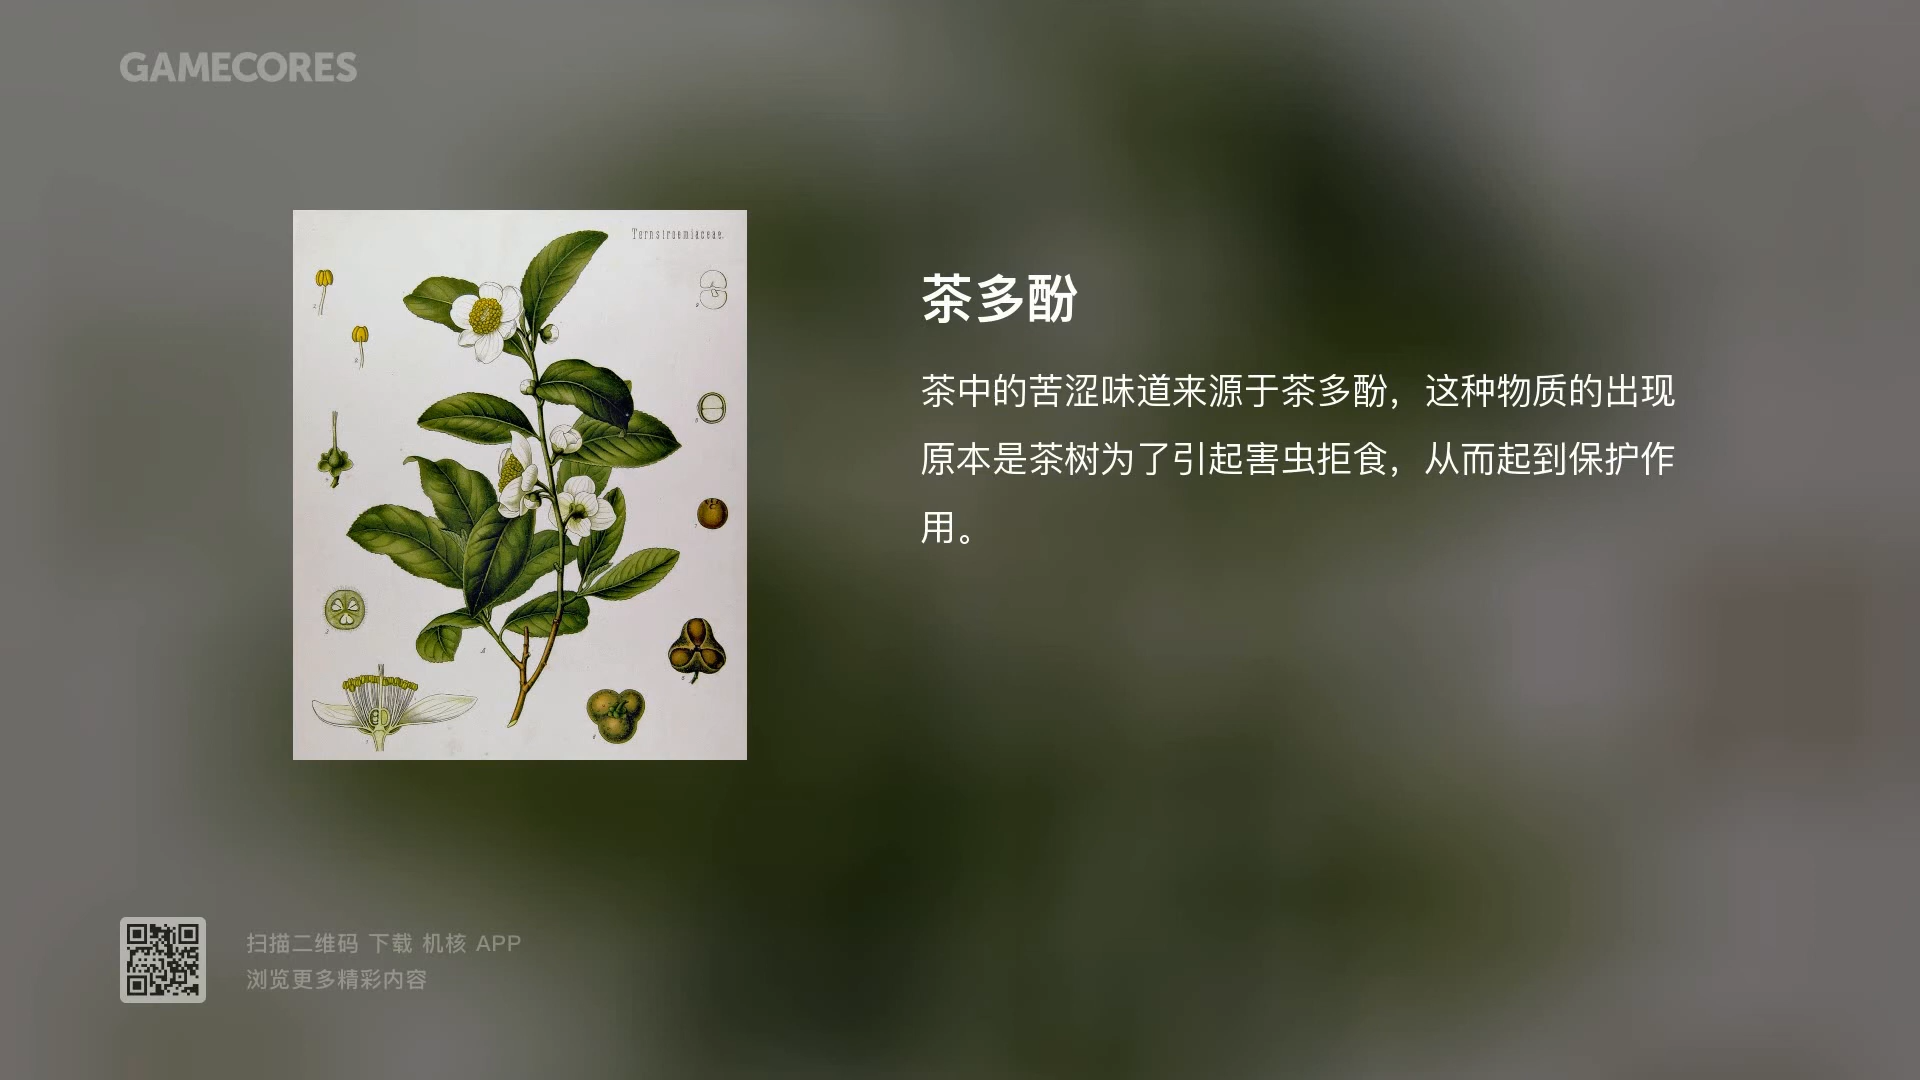 GAMECORES
Ternstroemiaceae.
茶多酚
茶中的苦涩味道来源于茶多酚，这种物质的出现
原本是茶树为了引起害虫拒食，从而起到保护作
用。
扫描二维码 下载 机核 APP
浏览更多精彩内容